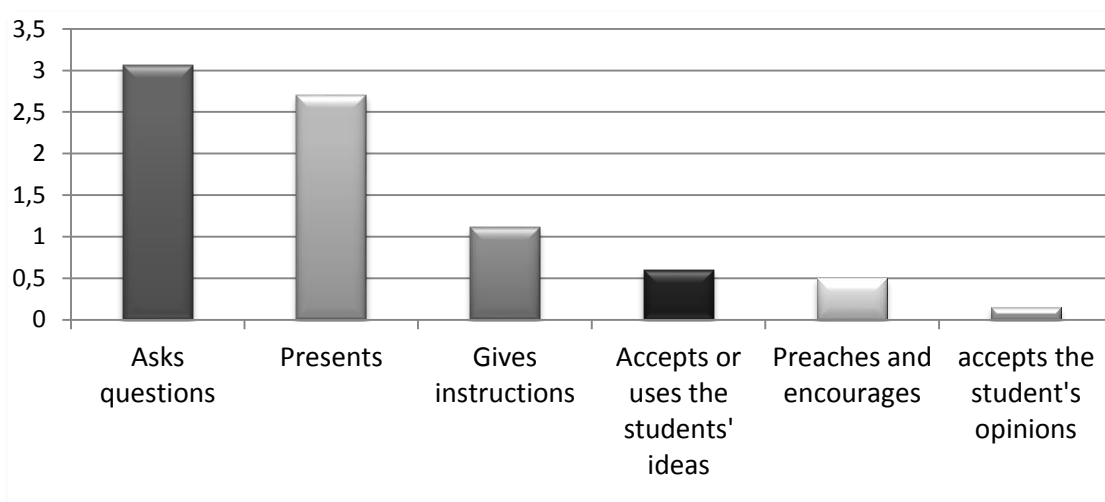 3,5
3
2,5
2
1,5
1
0,5
0
Asks
questions
Presents
Gives
instructions
Accepts or
uses the
students'
ideas
Preaches and
encourages
accepts the
student's
opinions